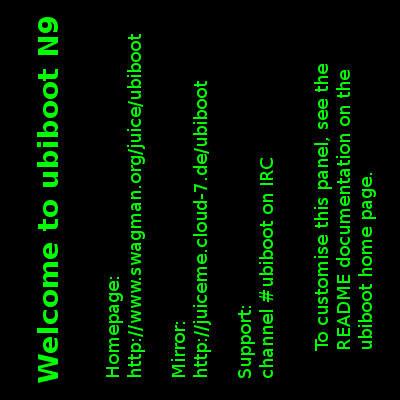 Welcome to ubiboot N9
Homepage:
http://www.swagman.org/juice/ubiboot
Mirror:
http://juiceme.cloud-7.de/ubiboot
Support:
channel #ubiboot on IRC
To customise this panel, see the
README documentation on the
ubiboot home page.